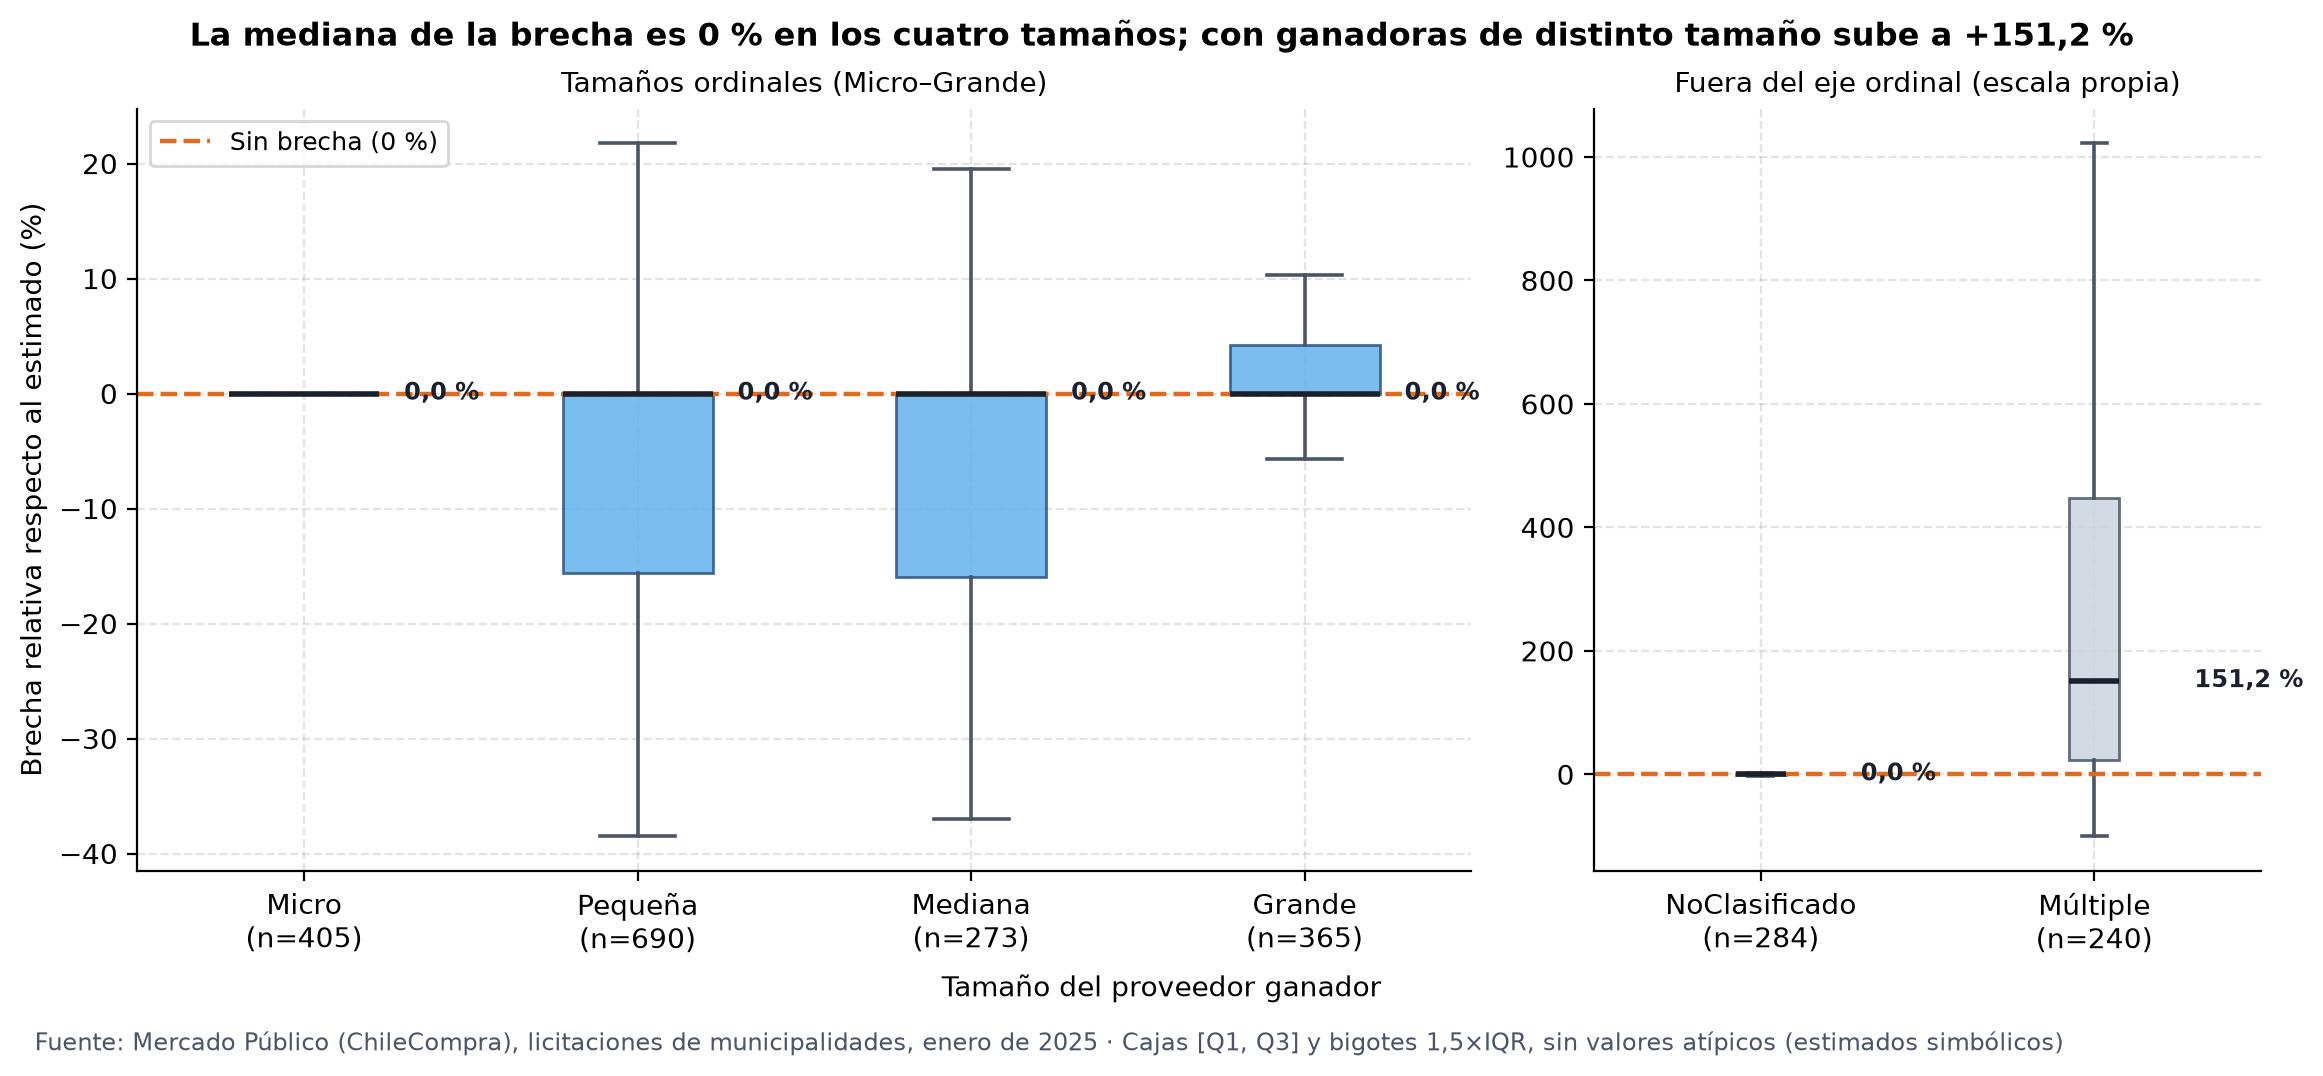 La mediana de la brecha es 0 % en los cuatro tamaños; con ganadoras de distinto tamaño sube a +151,2 %
Tamaños ordinales (Micro–Grande)
Sin brecha (0 %)
Brecha relativa respecto al estimado (%)
20
10
0
−10
−20
−30
−40
0,0 %
0,0 %
0,0 %
0,0 %
Micro
(n=405)
Pequeña
(n=690)
Mediana
(n=273)
Grande
(n=365)
Fuera del eje ordinal (escala propia)
1000
800
600
400
200
0
0,0 %
151,2 %
NoClasificado
(n=284)
Múltiple
(n=240)
Tamaño del proveedor ganador
Fuente: Mercado Público (ChileCompra), licitaciones de municipalidades, enero de 2025 · Cajas [Q1, Q3] y bigotes 1,5×IQR, sin valores atípicos (estimados simbólicos)